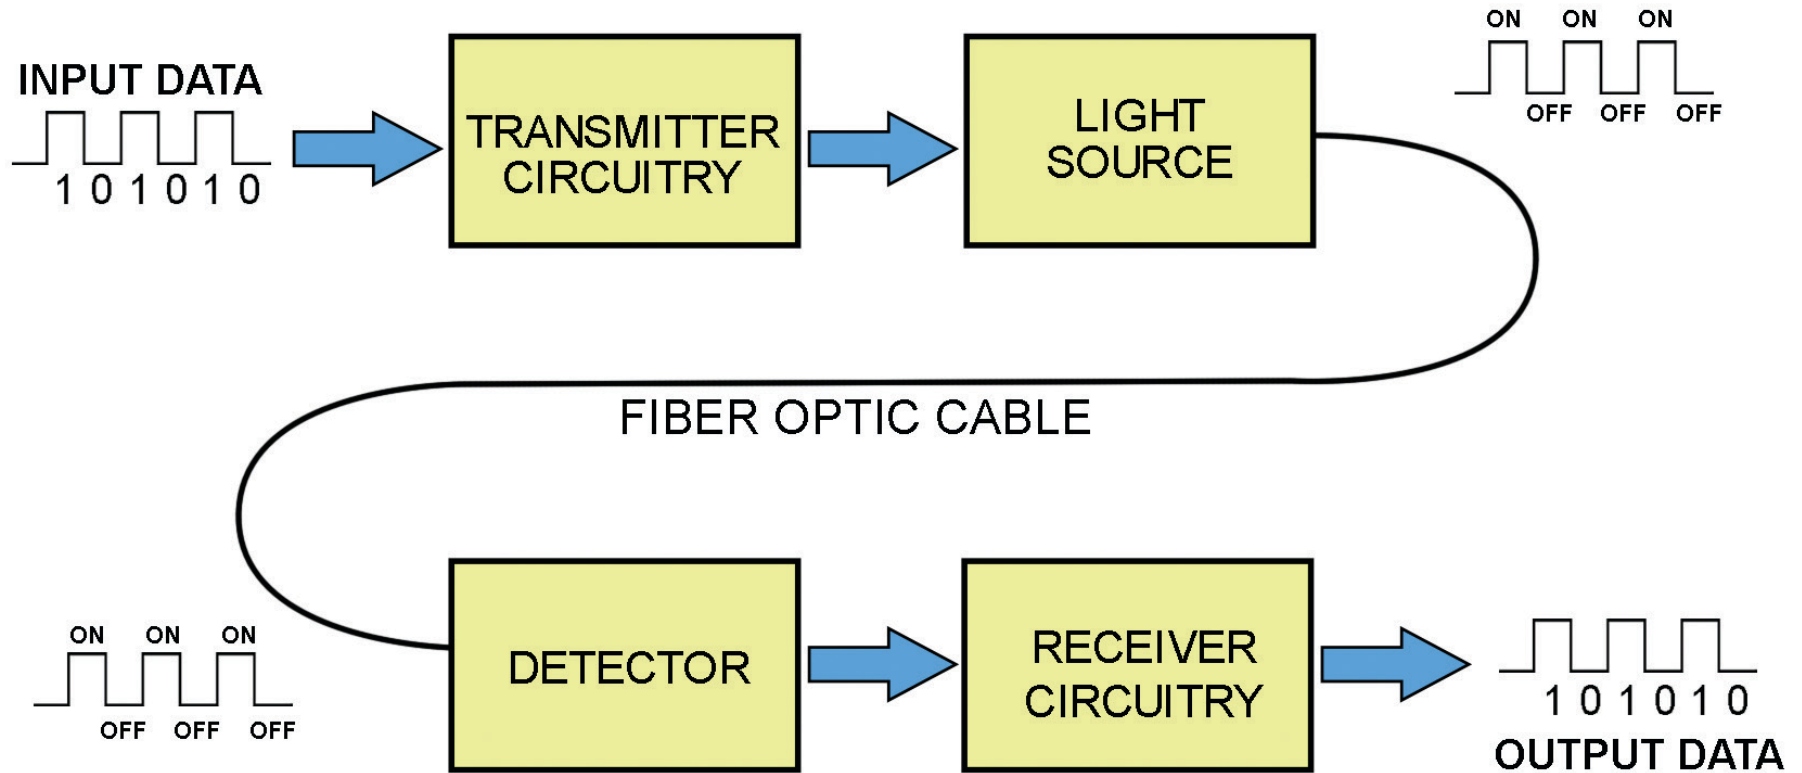 INPUT DATA
1 0 1 0 1 0
TRANSMITTER
CIRCUITRY
LIGHT
SOURCE
ON ON ON
OFF OFF OFF
FIBER OPTIC CABLE
ON ON ON
OFF OFF OFF
DETECTOR
RECEIVER
CIRCUITRY
1 0 1 0 1 0
OUTPUT DATA